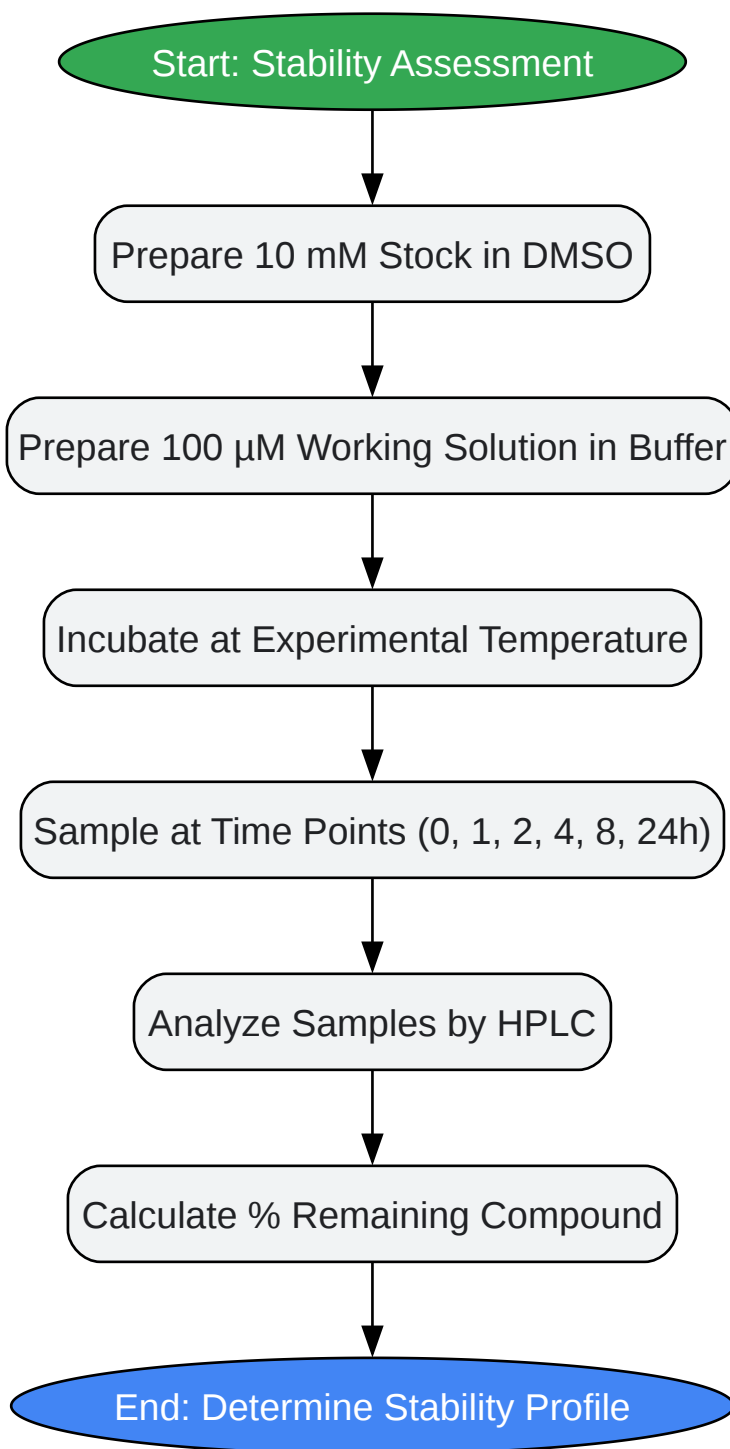 Start: Stability Assessment
Prepare 10 mM Stock in DMSO
Prepare 100 µM Working Solution in Buffer
Incubate at Experimental Temperature
Sample at Time Points (0, 1, 2, 4, 8, 24h)
Analyze Samples by HPLC
Calculate % Remaining Compound
End: Determine Stability Profile